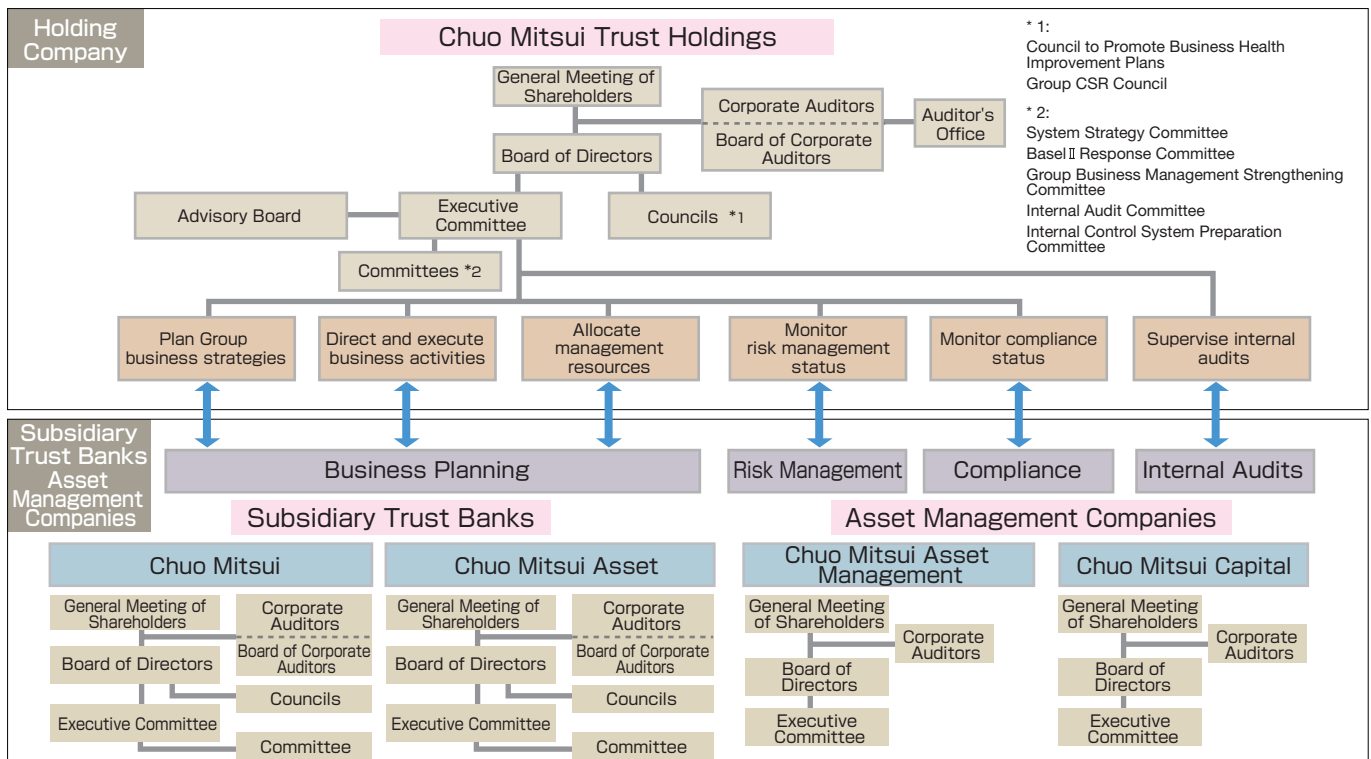 Holding
Company
Chuo Mitsui Trust Holdings
* 1:
Council to Promote Business Health
Improvement Plans
Group CSR Council
* 2:
System Strategy Committee
Basel Ⅱ Response Committee
Group Business Management Strengthening
Committee
Internal Audit Committee
Internal Control System Preparation
Committee
General Meeting of
Shareholders
Corporate Auditors
Board of Corporate
Auditors
Auditor's
Office
Board of Directors
Advisory Board
Executive
Committee
Councils *1
Committees *2
Plan Group
business strategies
Direct and execute
business activities
Allocate
management
resources
Monitor
risk management
status
Monitor compliance
status
Supervise internal
audits
Subsidiary
Trust Banks
Asset
Management
Companies
Business Planning
Risk Management
Compliance
Internal Audits
Subsidiary Trust Banks
Asset Management Companies
Chuo Mitsui
General Meeting of
Shareholders
Corporate
Auditors
Board of Corporate
Auditors
Board of Directors
Councils
Executive Committee
Committee
Chuo Mitsui Asset
General Meeting of
Shareholders
Corporate
Auditors
Board of Corporate
Auditors
Board of Directors
Councils
Executive Committee
Committee
Chuo Mitsui Asset
Management
General Meeting
of Shareholders
Corporate
Auditors
Board of
Directors
Executive
Committee
Chuo Mitsui Capital
General Meeting
of Shareholders
Corporate
Auditors
Board of
Directors
Executive
Committee